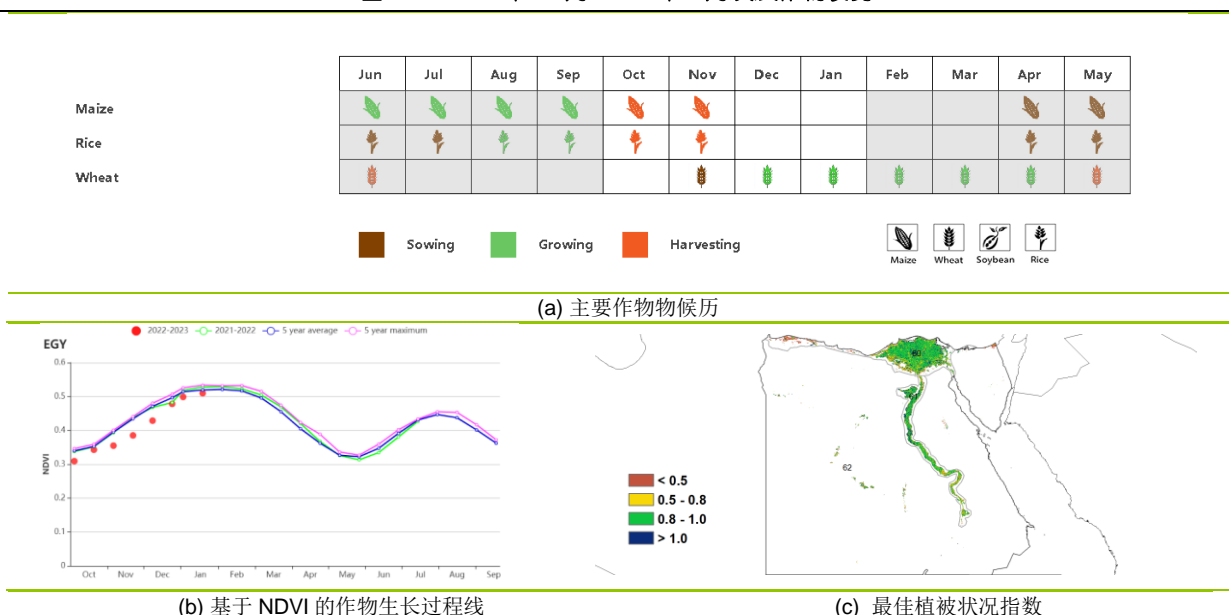 Jun Jul Aug Sep Oct Nov Dec Jan Feb Mar Apr May
Maize
Rice
Wheat
Sowing Growing Harvesting
Maize Wheat Soybean Rice
(a) 主要作物物候历
2022-2023 2021-2022 5 year average 5 year maximum
EGY
0.6
0.5
0.4
0.3
0.2
0.1
0
NDVI
Oct Nov Dec Jan Feb Mar Apr May Jun Jul Aug Sep
60
62
< 0.5
0.5 - 0.8
0.8 - 1.0
> 1.0
(b) 基于 NDVI 的作物生长过程线
(c) 最佳植被状况指数